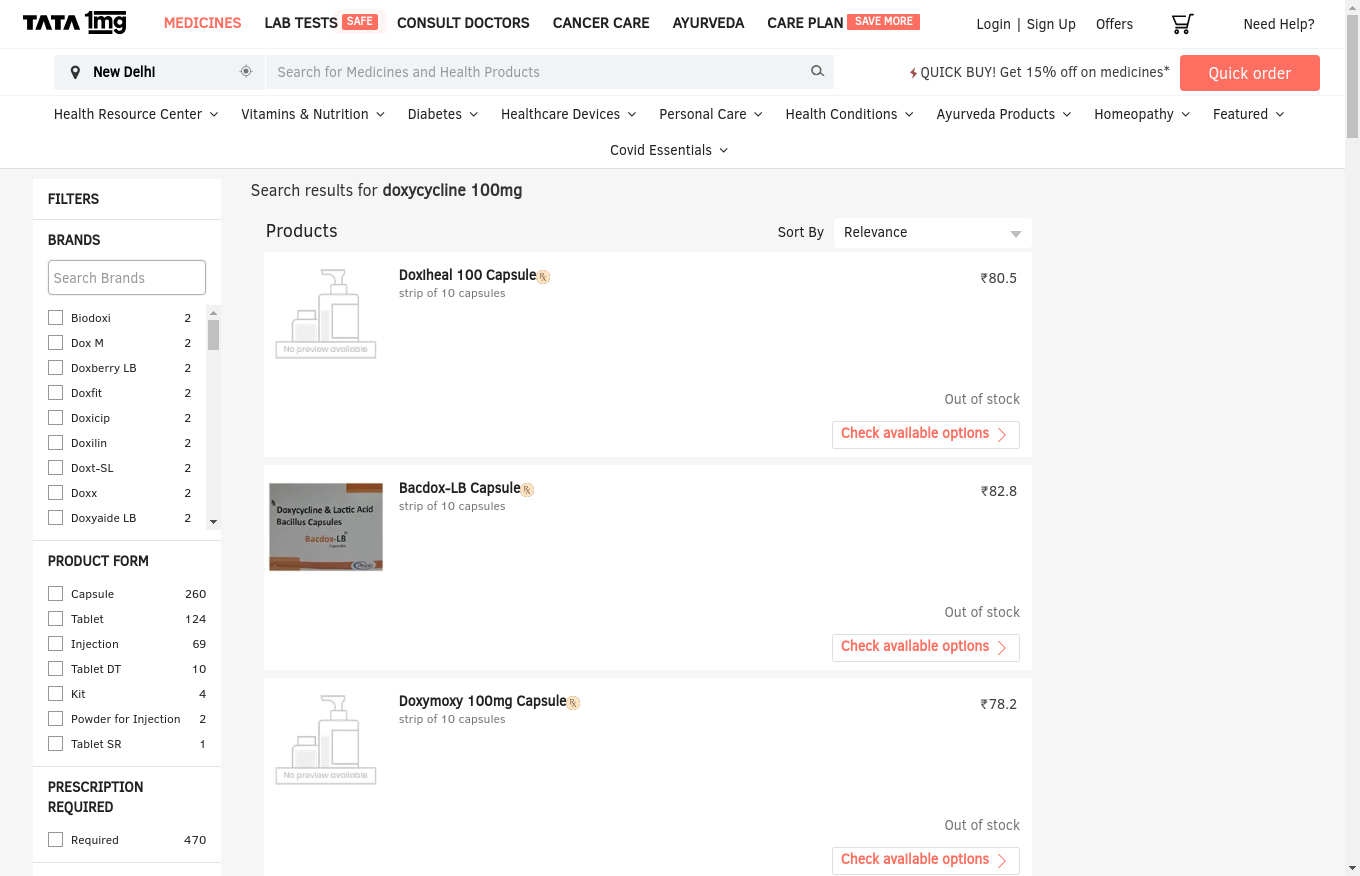 TATA 1mg
MEDICINES
LAB TESTS SAFE
CONSULT DOCTORS
CANCER CARE
AYURVEDA
CARE PLAN SAVE MORE
Login | Sign Up
Offers
Need Help?
New Delhi
Search for Medicines and Health Products
QUICK BUY! Get 15% off on medicines*
Quick order
Health Resource Center
Vitamins & Nutrition
Diabetes
Healthcare Devices
Personal Care
Health Conditions
Ayurveda Products
Homeopathy
Featured
Covid Essentials
FILTERS
BRANDS
Search Brands
Biodoxi 2
Dox M 2
Doxberry LB 2
Doxfit 2
Doxicip 2
Doxilin 2
Doxt-SL 2
Doxx 2
Doxyaide LB 2
PRODUCT FORM
Capsule 260
Tablet 124
Injection 69
Tablet DT 10
Kit 4
Powder for Injection 2
Tablet SR 1
PRESCRIPTION
REQUIRED
Required 470
Search results for doxycycline 100mg
Products
Sort By Relevance
No preview available
Doxiheal 100 Capsule
strip of 10 capsules
₹80.5
Out of stock
Check available options
Doxycycline & Lactic Acid
Bacillus Capsules
Bacdox-LB
Capsules
Bacdox-LB Capsule
strip of 10 capsules
₹82.8
Out of stock
Check available options
No preview available
Doxymoxy 100mg Capsule
strip of 10 capsules
₹78.2
Out of stock
Check available options